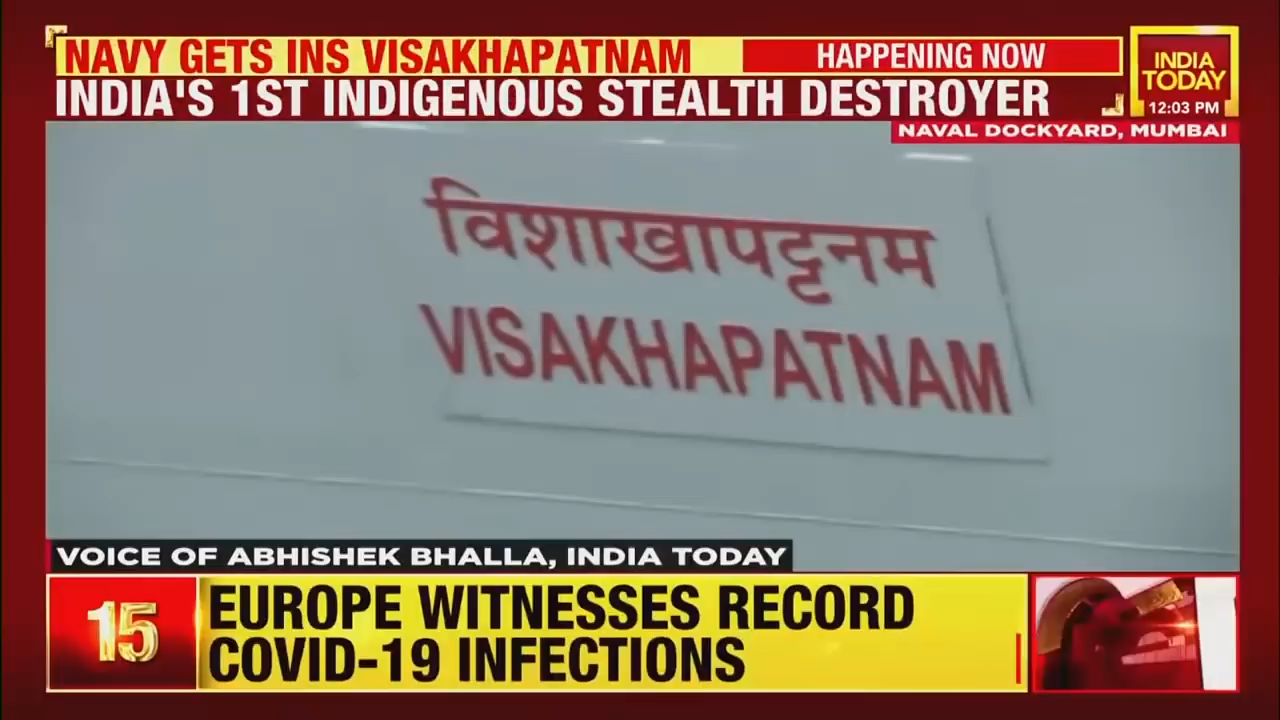 NAVY GETS INS VISAKHAPATNAM
HAPPENING NOW
INDIA TODAY
12:03 PM
INDIA'S 1ST INDIGENOUS STEALTH DESTROYER
NAVAL DOCKYARD, MUMBAI
विशाखापट्टनम
VISAKHAPATNAM
VOICE OF ABHISHEK BHALLA, INDIA TODAY
15
EUROPE WITNESSES RECORD
COVID-19 INFECTIONS